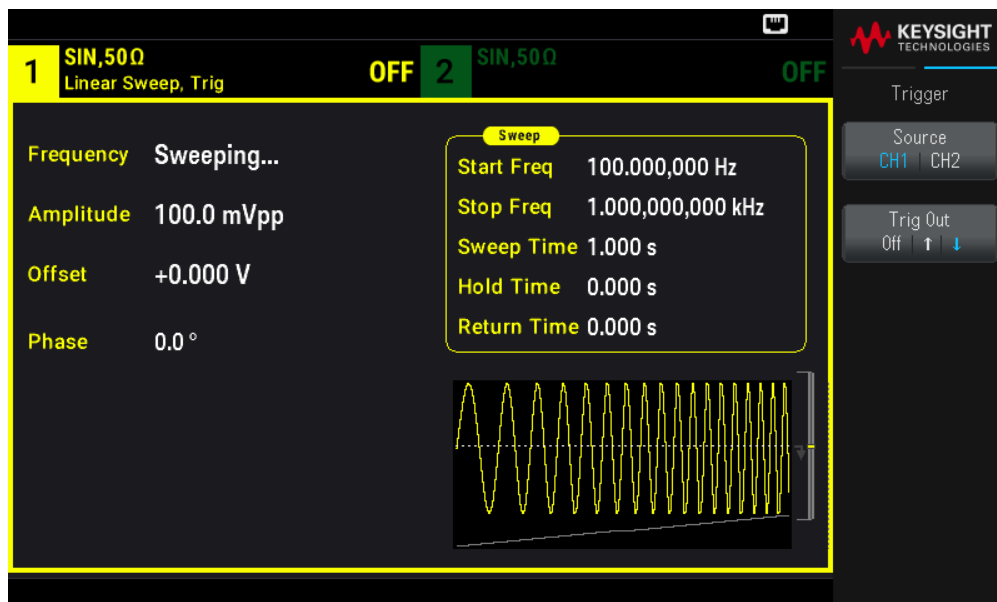 KEYSIGHT
TECHNOLOGIES
1 SIN,50Ω OFF 2 SIN,50Ω OFF
Linear Sweep, Trig
Trigger
Frequency Sweeping...
Amplitude 100.0 mVpp
Offset +0.000 V
Phase 0.0 °
Sweep
Start Freq 100.000,000 Hz
Stop Freq 1.000,000,000 kHz
Sweep Time 1.000 s
Hold Time 0.000 s
Return Time 0.000 s
Source
CH1 | CH2
Trig Out
Off | ↑ | ↓